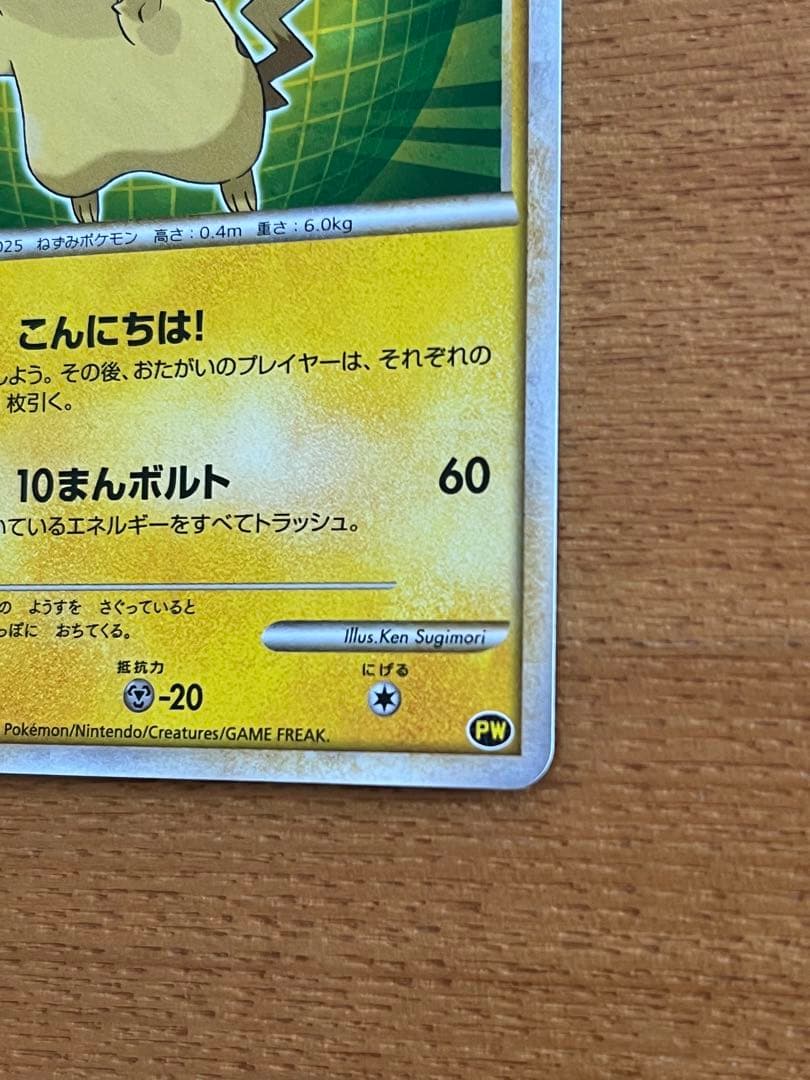 025 ねずみポケモン 高さ：0.4m 重さ：6.0kg
こんにちは!
しよう。その後、おたがいのプレイヤーは、それぞれの
枚引く。
10まんボルト 60
いているエネルギーをすべてトラッシュ。
の ようすを さぐっていると
っぽに おちてくる。
Illus.Ken Sugimori
抵抗力 にげる
-20
Pokémon/Nintendo/Creatures/GAME FREAK.
PW